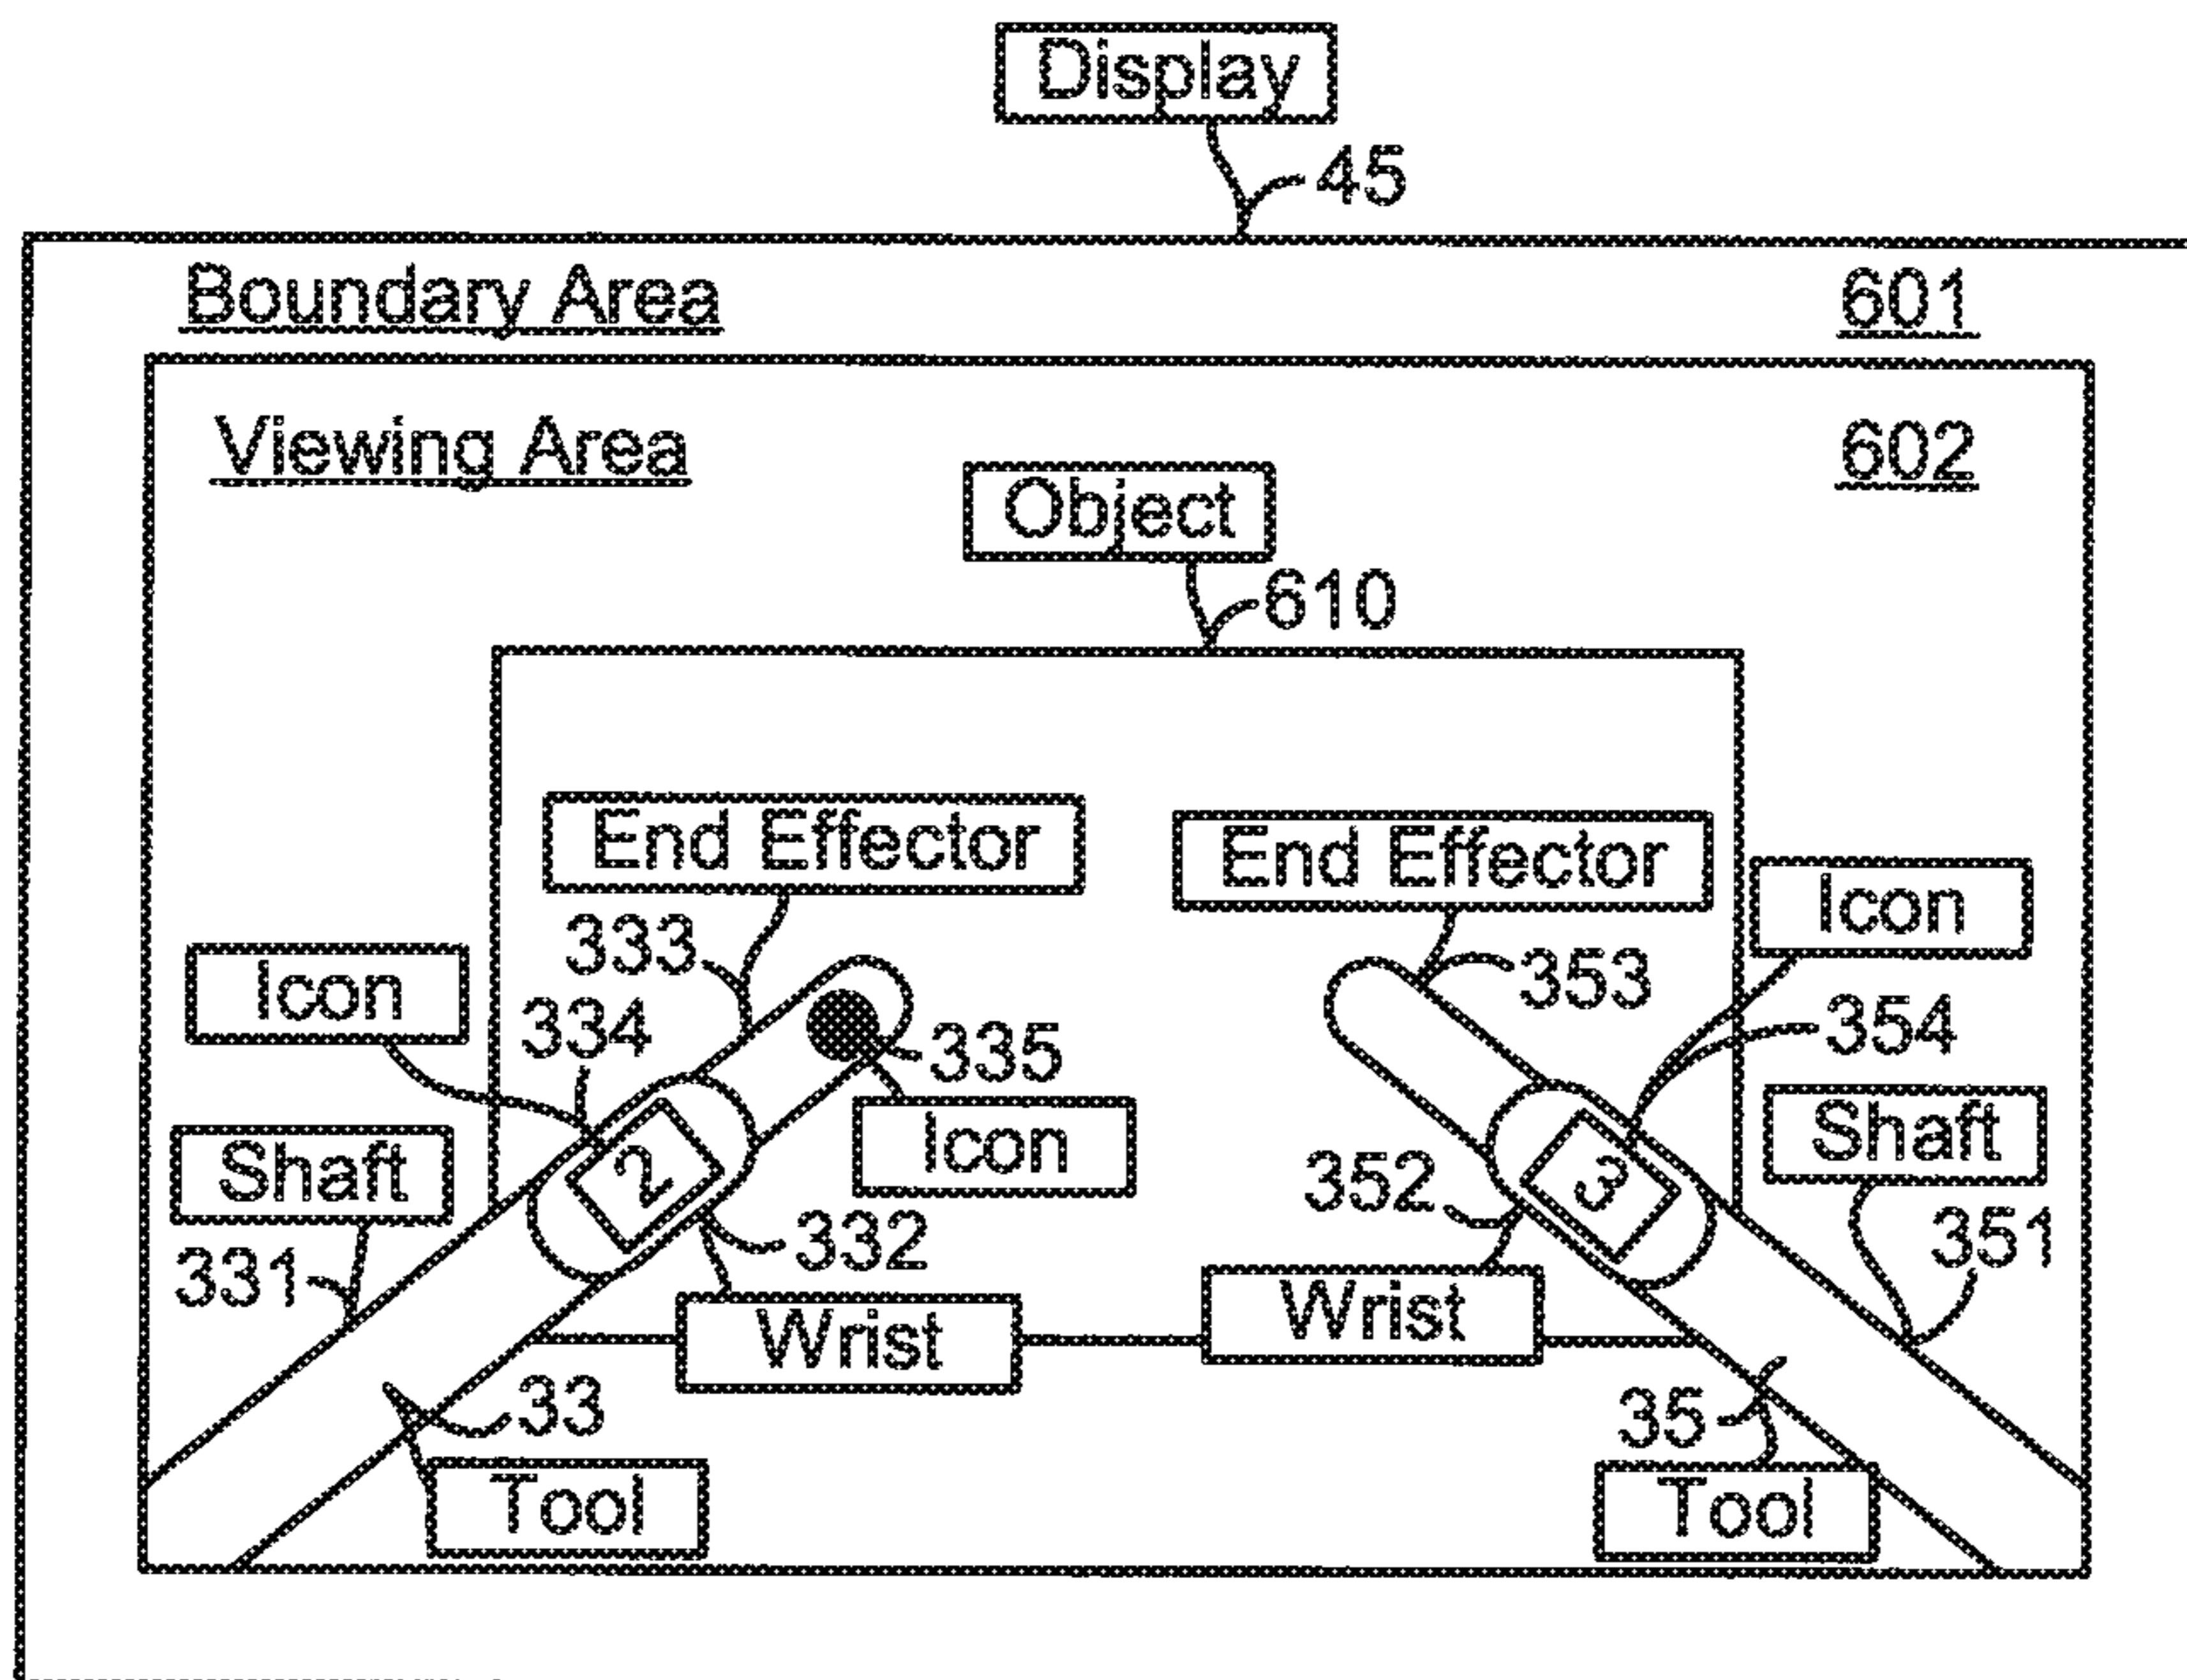 Display
45
Boundary Area 601
Viewing Area 602
Object
610
End Effector
End Effector
Icon
333
353
Icon
334
335
354
Icon
Shaft
Shaft
2
3
352
332
351
331
Wrist
Wrist
33
35
Tool
Tool